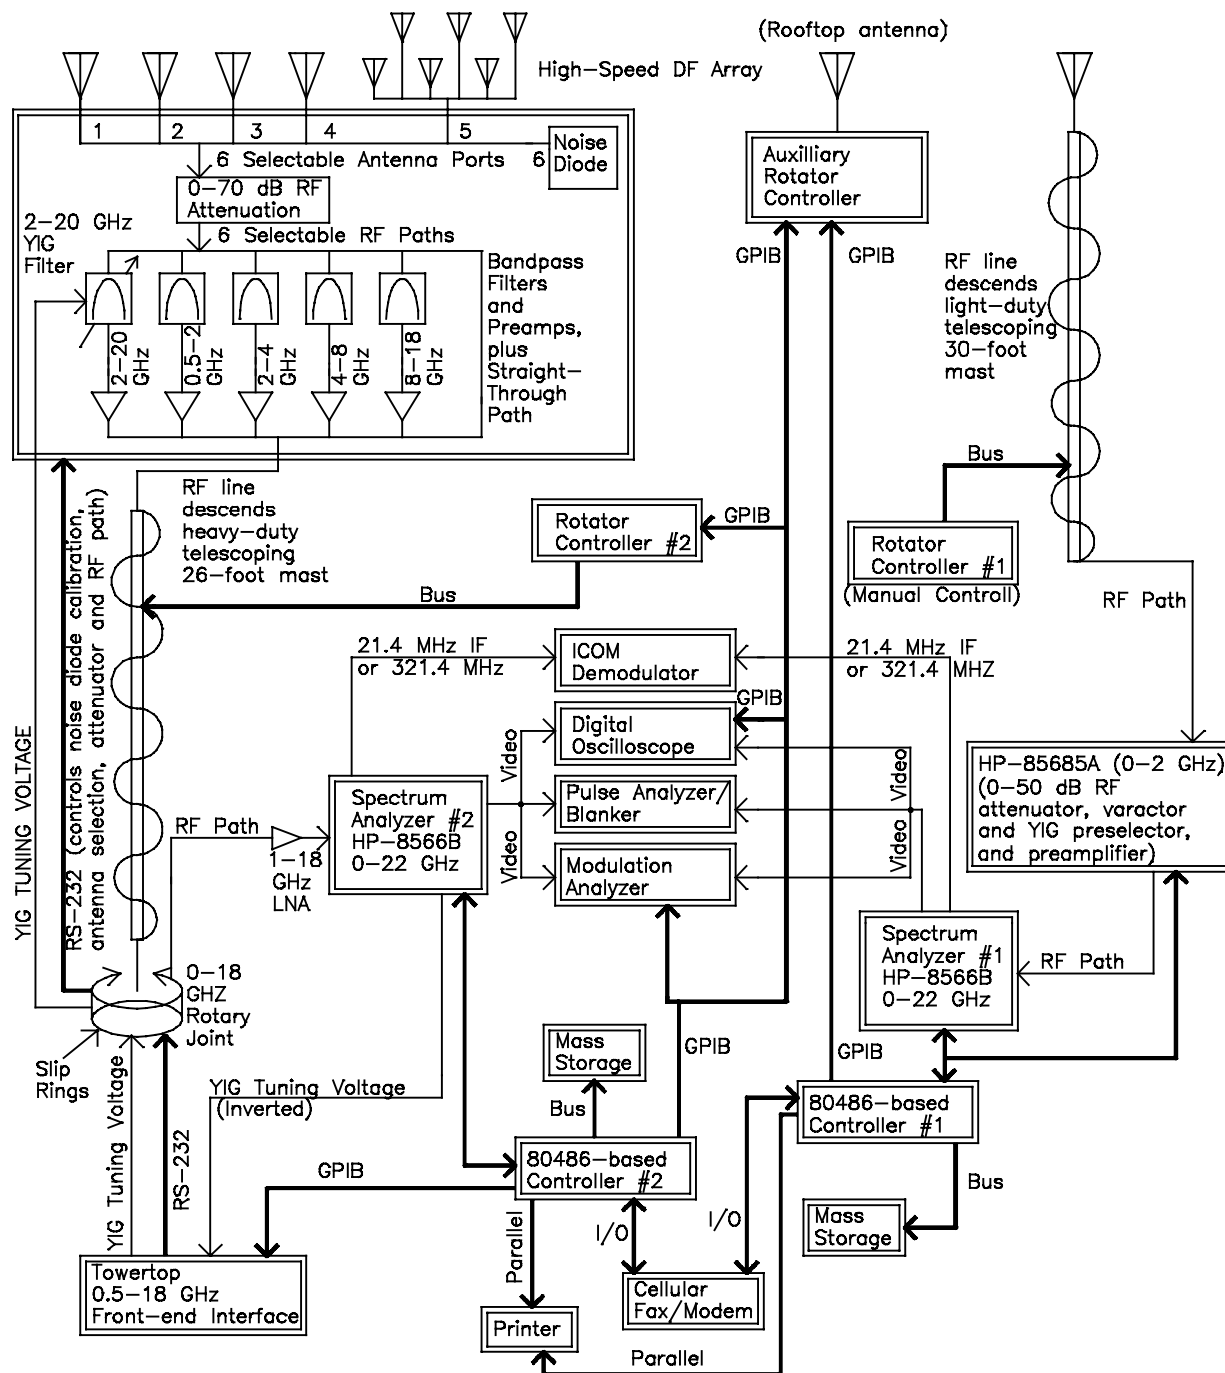 (Rooftop antenna)
High-Speed DF Array
1
2
3
4
5
6 Selectable Antenna Ports
6
Noise
Diode
0-70 dB RF
Attenuation
6 Selectable RF Paths
2-20 GHz
YIG
Filter
Bandpass
Filters
and
Preamps,
plus
Straight-
Through
Path
2-20
GHz
0.5-2
GHz
2-4
GHz
4-8
GHz
8-18
GHz
Auxilliary
Rotator
Controller
GPIB
GPIB
RF line
descends
light-duty
telescoping
30-foot
mast
Bus
RF line
descends
heavy-duty
telescoping
26-foot mast
Rotator
Controller #2
GPIB
Bus
Rotator
Controller #1
(Manual Controll)
RF Path
YIG TUNING VOLTAGE
RS-232 (controls noise diode calibration,
antenna selection, attenuator and RF path)
21.4 MHz IF
or 321.4 MHz
ICOM
Demodulator
21.4 MHz IF
or 321.4 MHZ
GPIB
Digital
Oscilloscope
Video
Video
Pulse Analyzer/
Blanker
Modulation
Analyzer
Video
Video
HP-85685A (0-2 GHz)
(0-50 dB RF
attenuator, varactor
and YIG preselector,
and preamplifier)
RF Path
1-18
GHz
LNA
Spectrum
Analyzer #2
HP-8566B
0-22 GHz
Spectrum
Analyzer #1
HP-8566B
0-22 GHz
RF Path
0-18
GHZ
Rotary
Joint
Slip
Rings
YIG Tuning Voltage
RS-232
YIG Tuning Voltage
(Inverted)
Mass
Storage
Bus
GPIB
GPIB
80486-based
Controller #1
80486-based
Controller #2
GPIB
Bus
Mass
Storage
I/O
I/O
Parallel
Towertop
0.5-18 GHz
Front-end Interface
Cellular
Fax/Modem
Printer
Parallel